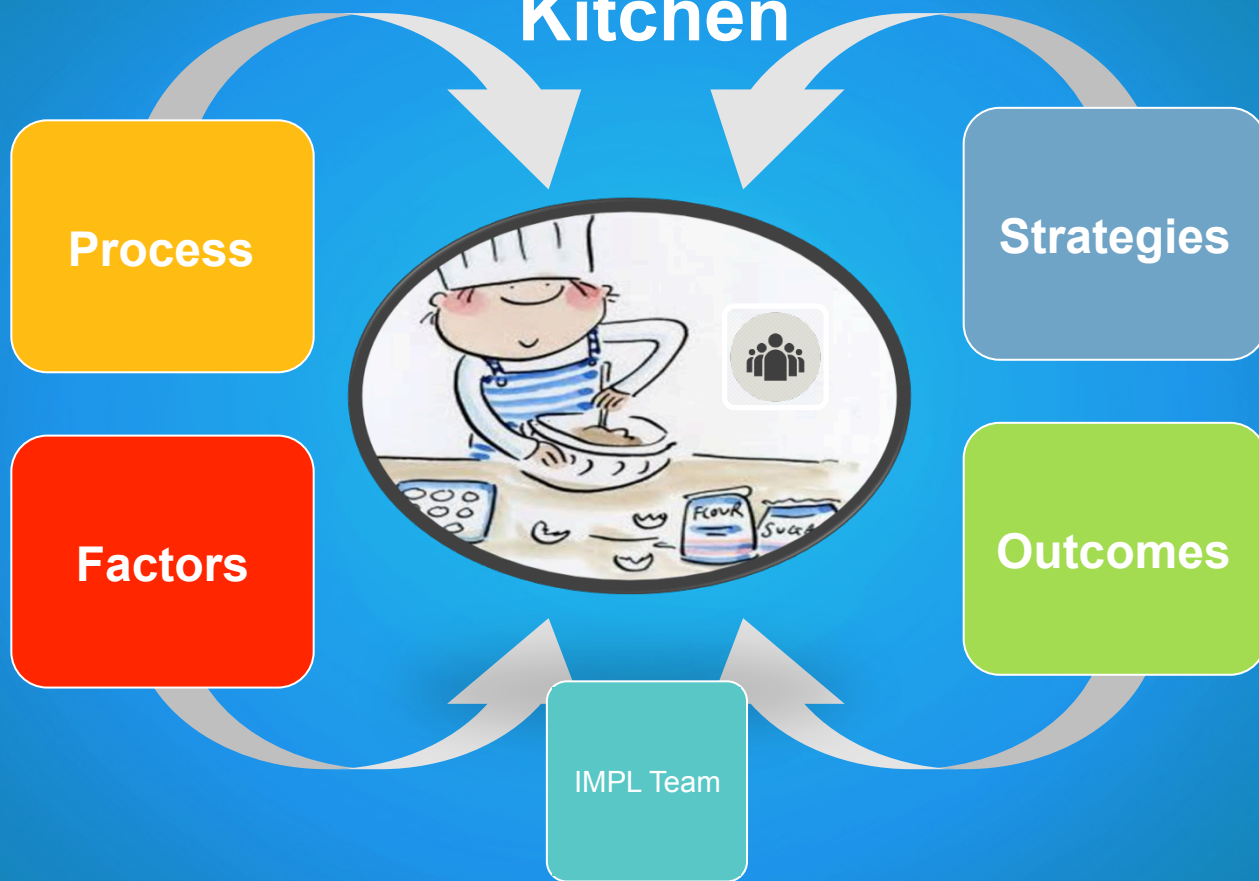 Kitchen
Process
Strategies
Factors
Outcomes
FLOUR
IMPL Team